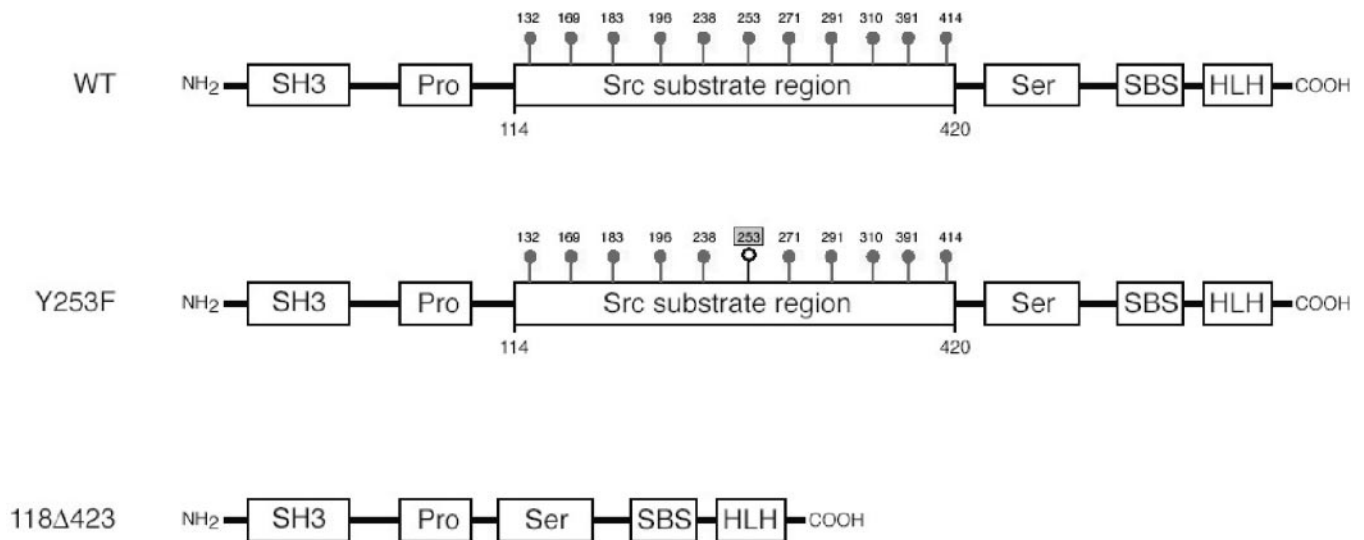 132 169 183 196 238 253 271 291 310 391 414
WT NH2 SH3 Pro Src substrate region Ser SBS HLH COOH
114 420
132 169 183 196 238 253 271 291 310 391 414
Y253F NH2 SH3 Pro Src substrate region Ser SBS HLH COOH
114 420
118Δ423 NH2 SH3 Pro Ser SBS HLH COOH